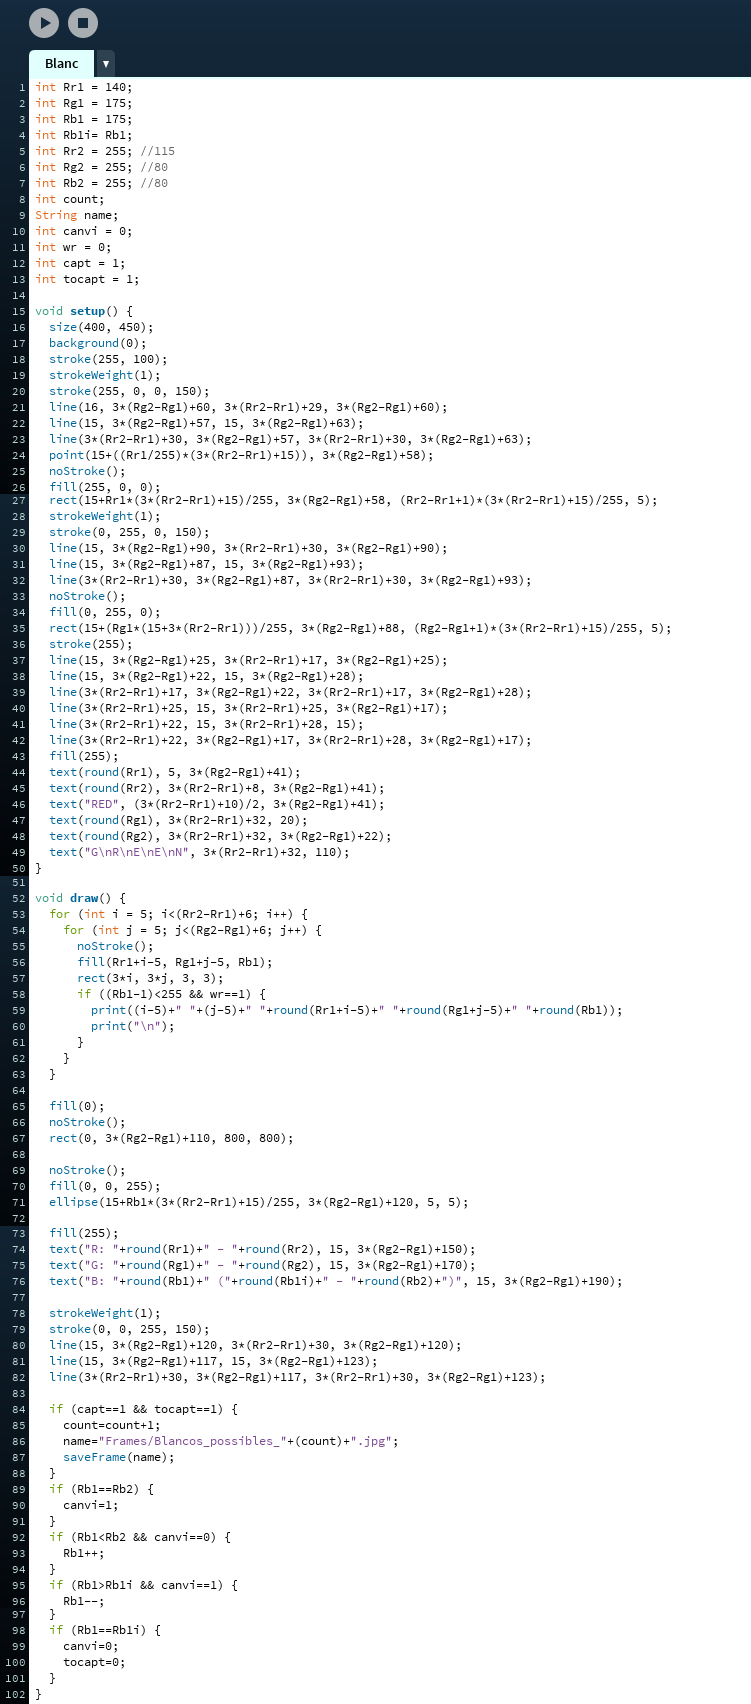 Blanc ▼
1 int Rr1 = 140;
2 int Rg1 = 175;
3 int Rb1 = 175;
4 int Rb1i= Rb1;
5 int Rr2 = 255; //115
6 int Rg2 = 255; //80
7 int Rb2 = 255; //80
8 int count;
9 String name;
10 int canvi = 0;
11 int wr = 0;
12 int capt = 1;
13 int tocapt = 1;
14
15 void setup() {
16   size(400, 450);
17   background(0);
18   stroke(255, 100);
19   strokeWeight(1);
20   stroke(255, 0, 0, 150);
21   line(16, 3*(Rg2-Rg1)+60, 3*(Rr2-Rr1)+29, 3*(Rg2-Rg1)+60);
22   line(15, 3*(Rg2-Rg1)+57, 15, 3*(Rg2-Rg1)+63);
23   line(3*(Rr2-Rr1)+30, 3*(Rg2-Rg1)+57, 3*(Rr2-Rr1)+30, 3*(Rg2-Rg1)+63);
24   point(15+((Rr1/255)*(3*(Rr2-Rr1)+15)), 3*(Rg2-Rg1)+58);
25   noStroke();
26   fill(255, 0, 0);
27   rect(15+Rr1*(3*(Rr2-Rr1)+15)/255, 3*(Rg2-Rg1)+58, (Rr2-Rr1+1)*(3*(Rr2-Rr1)+15)/255, 5);
28   strokeWeight(1);
29   stroke(0, 255, 0, 150);
30   line(15, 3*(Rg2-Rg1)+90, 3*(Rr2-Rr1)+30, 3*(Rg2-Rg1)+90);
31   line(15, 3*(Rg2-Rg1)+87, 15, 3*(Rg2-Rg1)+93);
32   line(3*(Rr2-Rr1)+30, 3*(Rg2-Rg1)+87, 3*(Rr2-Rr1)+30, 3*(Rg2-Rg1)+93);
33   noStroke();
34   fill(0, 255, 0);
35   rect(15+(Rg1*(15+3*(Rr2-Rr1)))/255, 3*(Rg2-Rg1)+88, (Rg2-Rg1+1)*(3*(Rr2-Rr1)+15)/255, 5);
36   stroke(255);
37   line(15, 3*(Rg2-Rg1)+25, 3*(Rr2-Rr1)+17, 3*(Rg2-Rg1)+25);
38   line(15, 3*(Rg2-Rg1)+22, 15, 3*(Rg2-Rg1)+28);
39   line(3*(Rr2-Rr1)+17, 3*(Rg2-Rg1)+22, 3*(Rr2-Rr1)+17, 3*(Rg2-Rg1)+28);
40   line(3*(Rr2-Rr1)+25, 15, 3*(Rr2-Rr1)+25, 3*(Rg2-Rg1)+17);
41   line(3*(Rr2-Rr1)+22, 15, 3*(Rr2-Rr1)+28, 15);
42   line(3*(Rr2-Rr1)+22, 3*(Rg2-Rg1)+17, 3*(Rr2-Rr1)+28, 3*(Rg2-Rg1)+17);
43   fill(255);
44   text(round(Rr1), 5, 3*(Rg2-Rg1)+41);
45   text(round(Rr2), 3*(Rr2-Rr1)+8, 3*(Rg2-Rg1)+41);
46   text("RED", (3*(Rr2-Rr1)+10)/2, 3*(Rg2-Rg1)+41);
47   text(round(Rg1), 3*(Rr2-Rr1)+32, 20);
48   text(round(Rg2), 3*(Rr2-Rr1)+32, 3*(Rg2-Rg1)+22);
49   text("G\nR\nE\nE\nN", 3*(Rr2-Rr1)+32, 110);
50 }
51
52 void draw() {
53   for (int i = 5; i<(Rr2-Rr1)+6; i++) {
54     for (int j = 5; j<(Rg2-Rg1)+6; j++) {
55       noStroke();
56       fill(Rr1+i-5, Rg1+j-5, Rb1);
57       rect(3*i, 3*j, 3, 3);
58       if ((Rb1-1)<255 && wr==1) {
59         print((i-5)+" "+(j-5)+" "+round(Rr1+i-5)+" "+round(Rg1+j-5)+" "+round(Rb1));
60         print("\n");
61       }
62     }
63   }
64
65   fill(0);
66   noStroke();
67   rect(0, 3*(Rg2-Rg1)+110, 800, 800);
68
69   noStroke();
70   fill(0, 0, 255);
71   ellipse(15+Rb1*(3*(Rr2-Rr1)+15)/255, 3*(Rg2-Rg1)+120, 5, 5);
72
73   fill(255);
74   text("R: "+round(Rr1)+" - "+round(Rr2), 15, 3*(Rg2-Rg1)+150);
75   text("G: "+round(Rg1)+" - "+round(Rg2), 15, 3*(Rg2-Rg1)+170);
76   text("B: "+round(Rb1)+" ("+round(Rb1i)+" - "+round(Rb2)+")", 15, 3*(Rg2-Rg1)+190);
77
78   strokeWeight(1);
79   stroke(0, 0, 255, 150);
80   line(15, 3*(Rg2-Rg1)+120, 3*(Rr2-Rr1)+30, 3*(Rg2-Rg1)+120);
81   line(15, 3*(Rg2-Rg1)+117, 15, 3*(Rg2-Rg1)+123);
82   line(3*(Rr2-Rr1)+30, 3*(Rg2-Rg1)+117, 3*(Rr2-Rr1)+30, 3*(Rg2-Rg1)+123);
83
84   if (capt==1 && tocapt==1) {
85     count=count+1;
86     name="Frames/Blancos_possibles_"+(count)+".jpg";
87     saveFrame(name);
88   }
89   if (Rb1==Rb2) {
90     canvi=1;
91   }
92   if (Rb1<Rb2 && canvi==0) {
93     Rb1++;
94   }
95   if (Rb1>Rb1i && canvi==1) {
96     Rb1--;
97   }
98   if (Rb1==Rb1i) {
99     canvi=0;
100     tocapt=0;
101   }
102 }